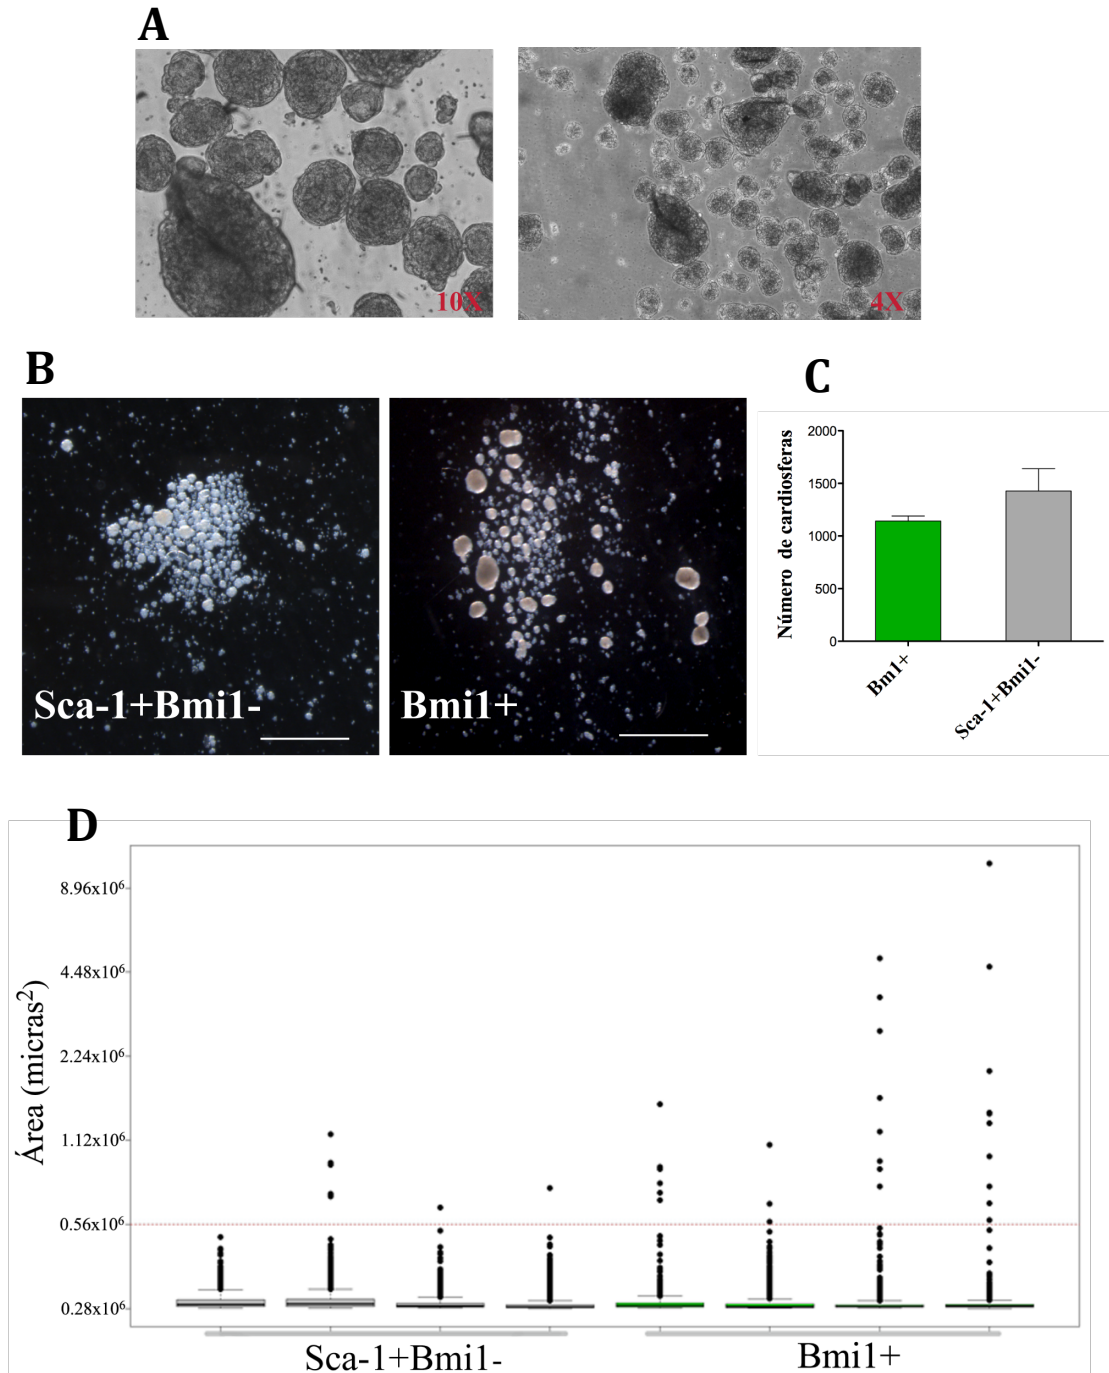 A
10X
4X
B
Sca-1+Bmi1-
Bmi1+
C
Número de cardiosferas
2000
1500
1000
500
0
Bm1+
Sca-1+Bmi1-
D
Área (micras²)
8.96x10⁶
4.48x10⁶
2.24x10⁶
1.12x10⁶
0.56x10⁶
0.28x10⁶
Sca-1+Bmi1-
Bmi1+